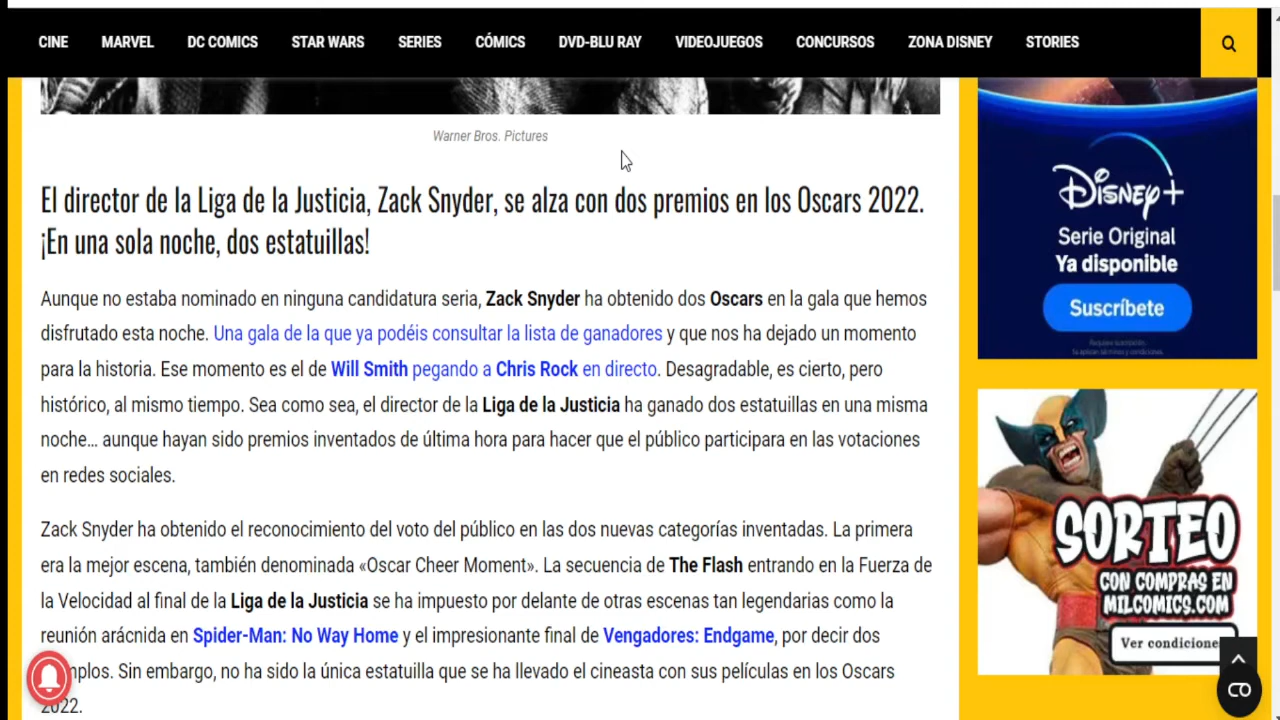 CINE MARVEL DC COMICS STAR WARS SERIES CÓMICS DVD-BLU RAY VIDEOJUEGOS CONCURSOS ZONA DISNEY STORIES
Warner Bros. Pictures
El director de la Liga de la Justicia, Zack Snyder, se alza con dos premios en los Oscars 2022.
¡En una sola noche, dos estatuillas!
Aunque no estaba nominado en ninguna candidatura seria, Zack Snyder ha obtenido dos Oscars en la gala que hemos
disfrutado esta noche. Una gala de la que ya podéis consultar la lista de ganadores y que nos ha dejado un momento
para la historia. Ese momento es el de Will Smith pegando a Chris Rock en directo. Desagradable, es cierto, pero
histórico, al mismo tiempo. Sea como sea, el director de la Liga de la Justicia ha ganado dos estatuillas en una misma
noche... aunque hayan sido premios inventados de última hora para hacer que el público participara en las votaciones
en redes sociales.
Zack Snyder ha obtenido el reconocimiento del voto del público en las dos nuevas categorías inventadas. La primera
era la mejor escena, también denominada «Oscar Cheer Moment». La secuencia de The Flash entrando en la Fuerza de
la Velocidad al final de la Liga de la Justicia se ha impuesto por delante de otras escenas tan legendarias como la
reunión arácnida en Spider-Man: No Way Home y el impresionante final de Vengadores: Endgame, por decir dos
mplos. Sin embargo, no ha sido la única estatuilla que se ha llevado el cineasta con sus películas en los Oscars
2022.
Disney+
Serie Original
Ya disponible
Suscríbete
SORTEO
CON COMPRAS EN
MILCOMICS.COM
Ver condicione